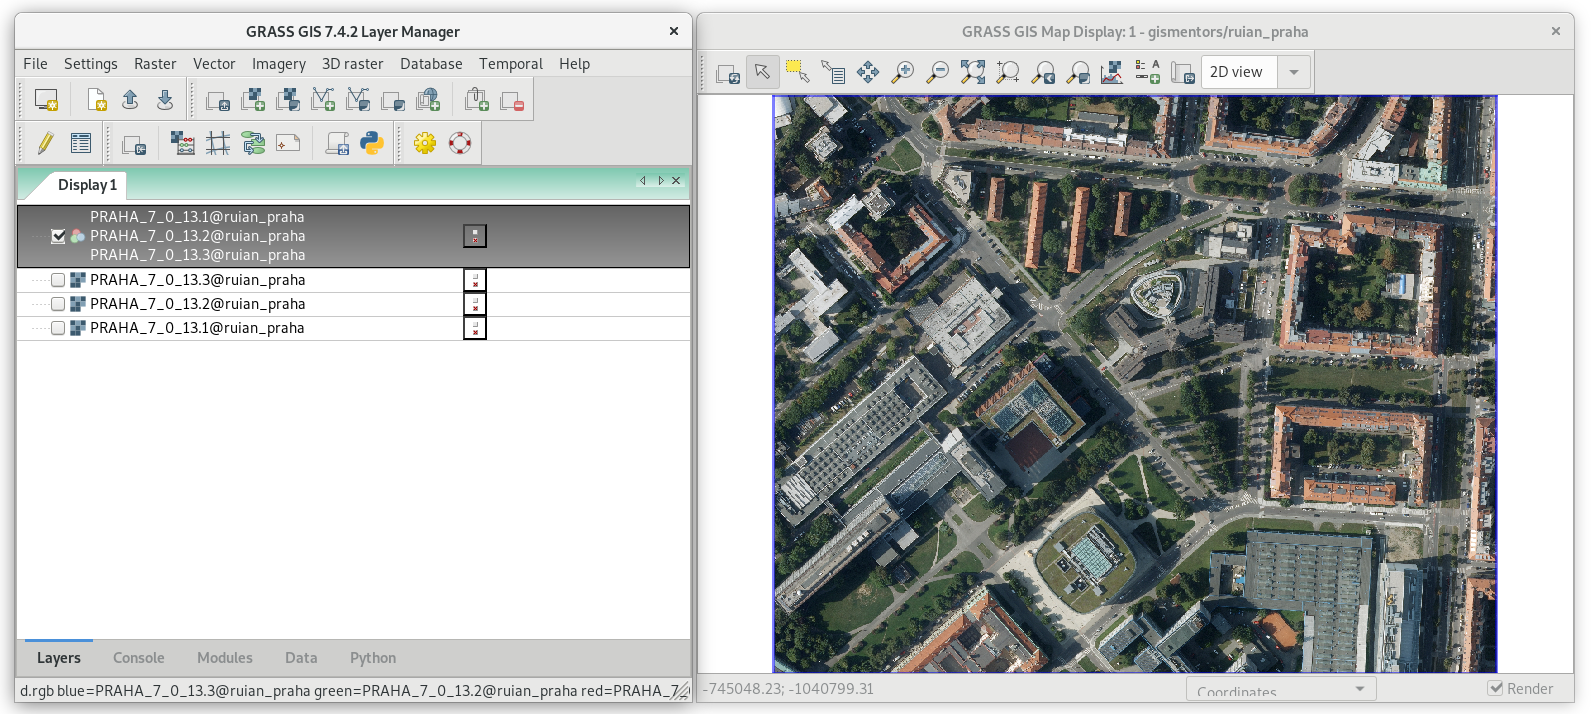 GRASS GIS 7.4.2 Layer Manager
File Settings Raster Vector Imagery 3D raster Database Temporal Help
Display 1
PRAHA_7_0_13.1@ruian_praha
PRAHA_7_0_13.2@ruian_praha
PRAHA_7_0_13.3@ruian_praha
PRAHA_7_0_13.3@ruian_praha
PRAHA_7_0_13.2@ruian_praha
PRAHA_7_0_13.1@ruian_praha
Layers Console Modules Data Python
d.rgb blue=PRAHA_7_0_13.3@ruian_praha green=PRAHA_7_0_13.2@ruian_praha red=PRAHA_7_
GRASS GIS Map Display: 1 - gismentors/ruian_praha
2D view
-745048.23; -1040799.31
Coordinates
Render